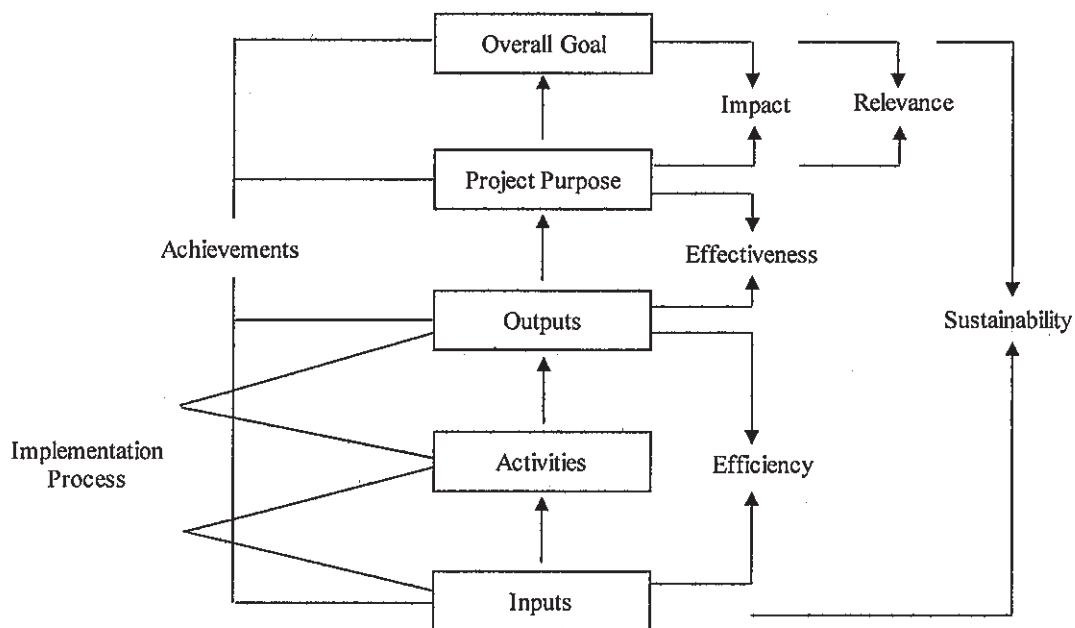 Overall Goal
Impact
Relevance
Project Purpose
Achievements
Effectiveness
Outputs
Sustainability
Implementation
Process
Activities
Efficiency
Inputs